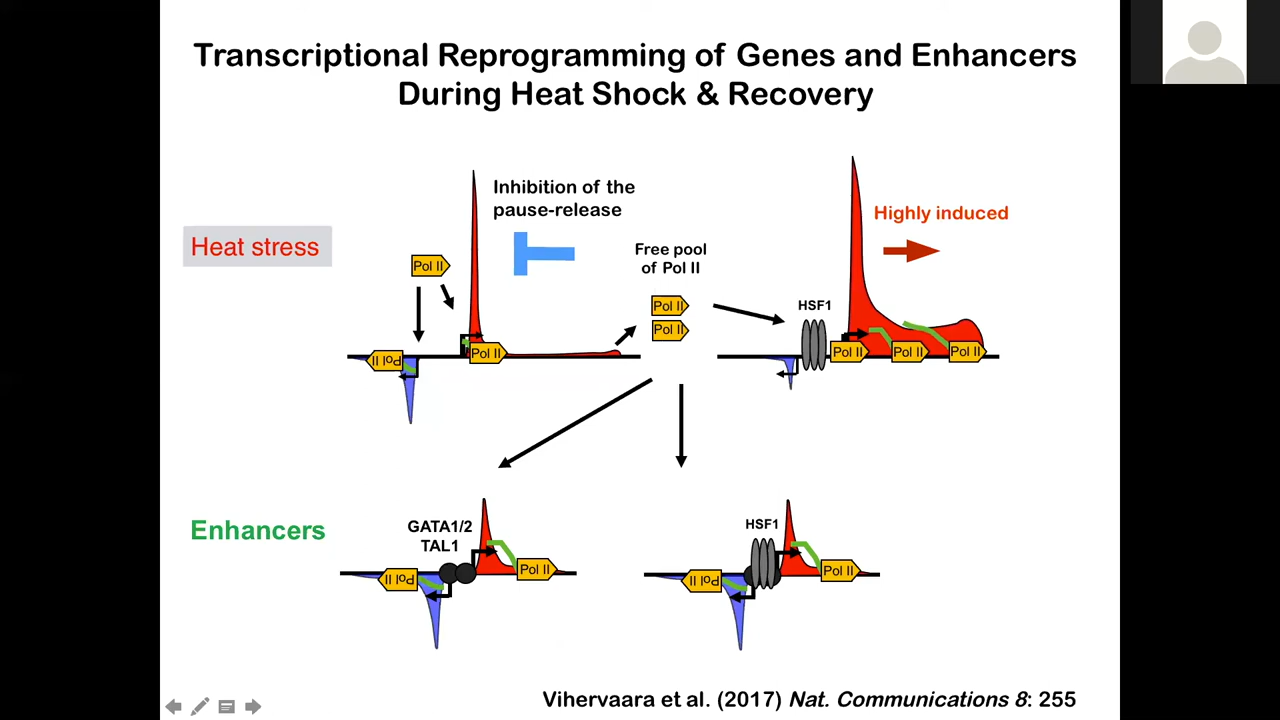 Transcriptional Reprogramming of Genes and Enhancers
During Heat Shock & Recovery
Heat stress
Inhibition of the
pause-release
Pol II
Free pool
of Pol II
Pol II
Pol II
Highly induced
HSF1
Pol II
Pol II
Pol II
Pol II
Pol II
Enhancers
GATA1/2
TAL1
Pol II
Pol II
HSF1
Pol II
Pol II
Vihervaara et al. (2017) Nat. Communications 8: 255